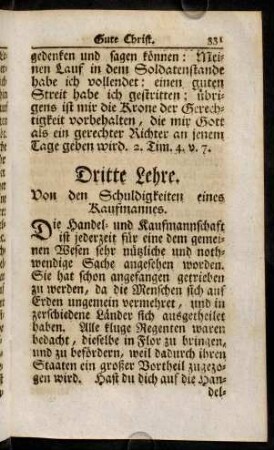 Gute Christ. 331
gedenken und sagen können: Mei-
nen Lauf in dem Soldatenstande
habe ich vollendet: einen guten
Streit habe ich gestritten; übri-
gens ist mir die Krone der Gerech-
tigkeit vorbehalten, die mir Gott
als ein gerechter Richter an jenem
Tage geben wird. 2. Tim. 4. v. 7.
Dritte Lehre.
Von den Schuldigkeiten eines
Kaufmannes.
Die Handel- und Kaufmannschaft
ist jederzeit für eine dem gemei-
nen Wesen sehr nützliche und noth-
wendige Sache angesehen worden.
Sie hat schon angefangen getrieben
zu werden, da die Menschen sich auf
Erden ungemein vermehret, und in
zerschiedene Länder sich ausgetheilet
haben. Alle kluge Regenten waren
bedacht, dieselbe in Flor zu bringen,
und zu befördern, weil dadurch ihren
Staaten ein großer Vortheil zugezo-
gen wird. Hast du dich auf die Han-
del-